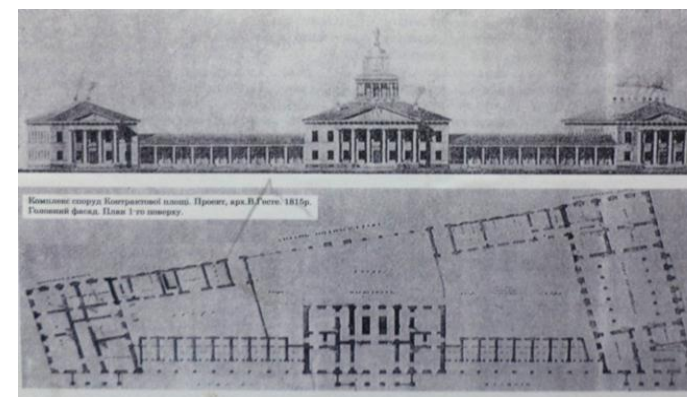 Комплекс споруд Контрактової площі. Проект, арх.В.Гесте. 1815р.
Головний фасад. План 1-го поверху.